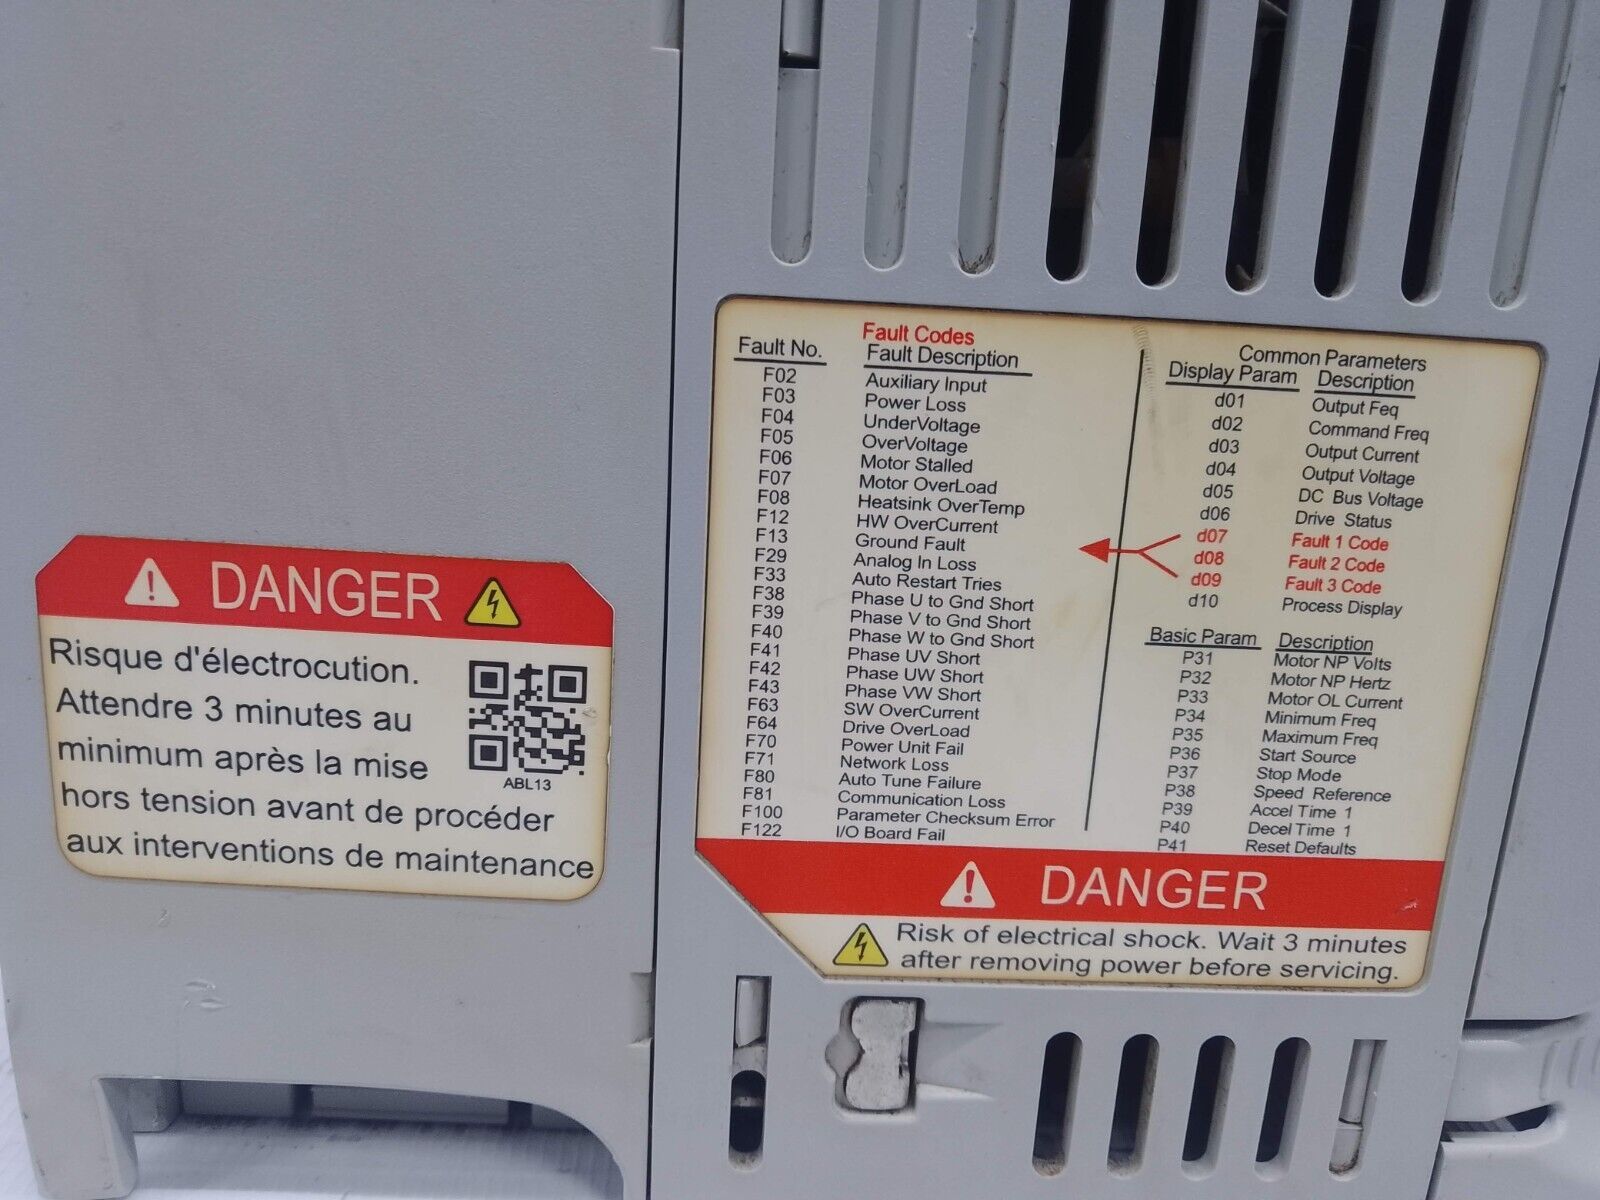 DANGER
Risque d'électrocution.
Attendre 3 minutes au
minimum après la mise
hors tension avant de procéder
aux interventions de maintenance
ABL13
Fault Codes
Fault No. Fault Description
F02 Auxiliary Input
F03 Power Loss
F04 UnderVoltage
F05 OverVoltage
F06 Motor Stalled
F07 Motor OverLoad
F08 Heatsink OverTemp
F12 HW OverCurrent
F13 Ground Fault
F29 Analog In Loss
F33 Auto Restart Tries
F38 Phase U to Gnd Short
F39 Phase V to Gnd Short
F40 Phase W to Gnd Short
F41 Phase UV Short
F42 Phase UW Short
F43 Phase VW Short
F63 SW OverCurrent
F64 Drive OverLoad
F70 Power Unit Fail
F71 Network Loss
F80 Auto Tune Failure
F81 Communication Loss
F100 Parameter Checksum Error
F122 I/O Board Fail
Common Parameters
Display Param Description
d01 Output Feq
d02 Command Freq
d03 Output Current
d04 Output Voltage
d05 DC Bus Voltage
d06 Drive Status
d07 Fault 1 Code
d08 Fault 2 Code
d09 Fault 3 Code
d10 Process Display
Basic Param Description
P31 Motor NP Volts
P32 Motor NP Hertz
P33 Motor OL Current
P34 Minimum Freq
P35 Maximum Freq
P36 Start Source
P37 Stop Mode
P38 Speed Reference
P39 Accel Time 1
P40 Decel Time 1
P41 Reset Defaults
DANGER
Risk of electrical shock. Wait 3 minutes
after removing power before servicing.